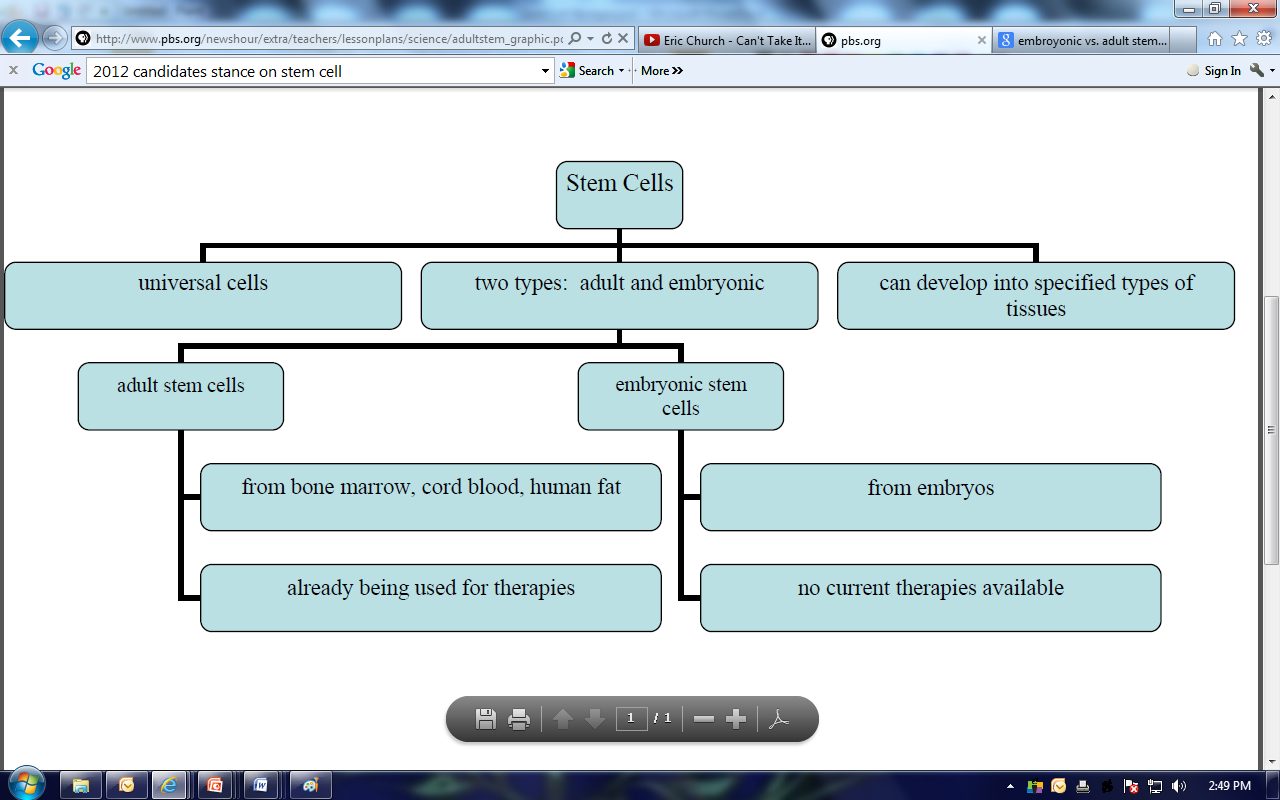 http://www.pbs.org/newshour/extra/teachers/lessonplans/science/adultstem_graphic.pd
Eric Church - Can't Take It...
pbs.org
embroyonic vs. adult stem...
x Google 2012 candidates stance on stem cell Search More >> Sign In
Stem Cells
universal cells
two types: adult and embryonic
can develop into specified types of
tissues
adult stem cells
embryonic stem
cells
from bone marrow, cord blood, human fat
from embryos
already being used for therapies
no current therapies available
1 / 1
2:49 PM